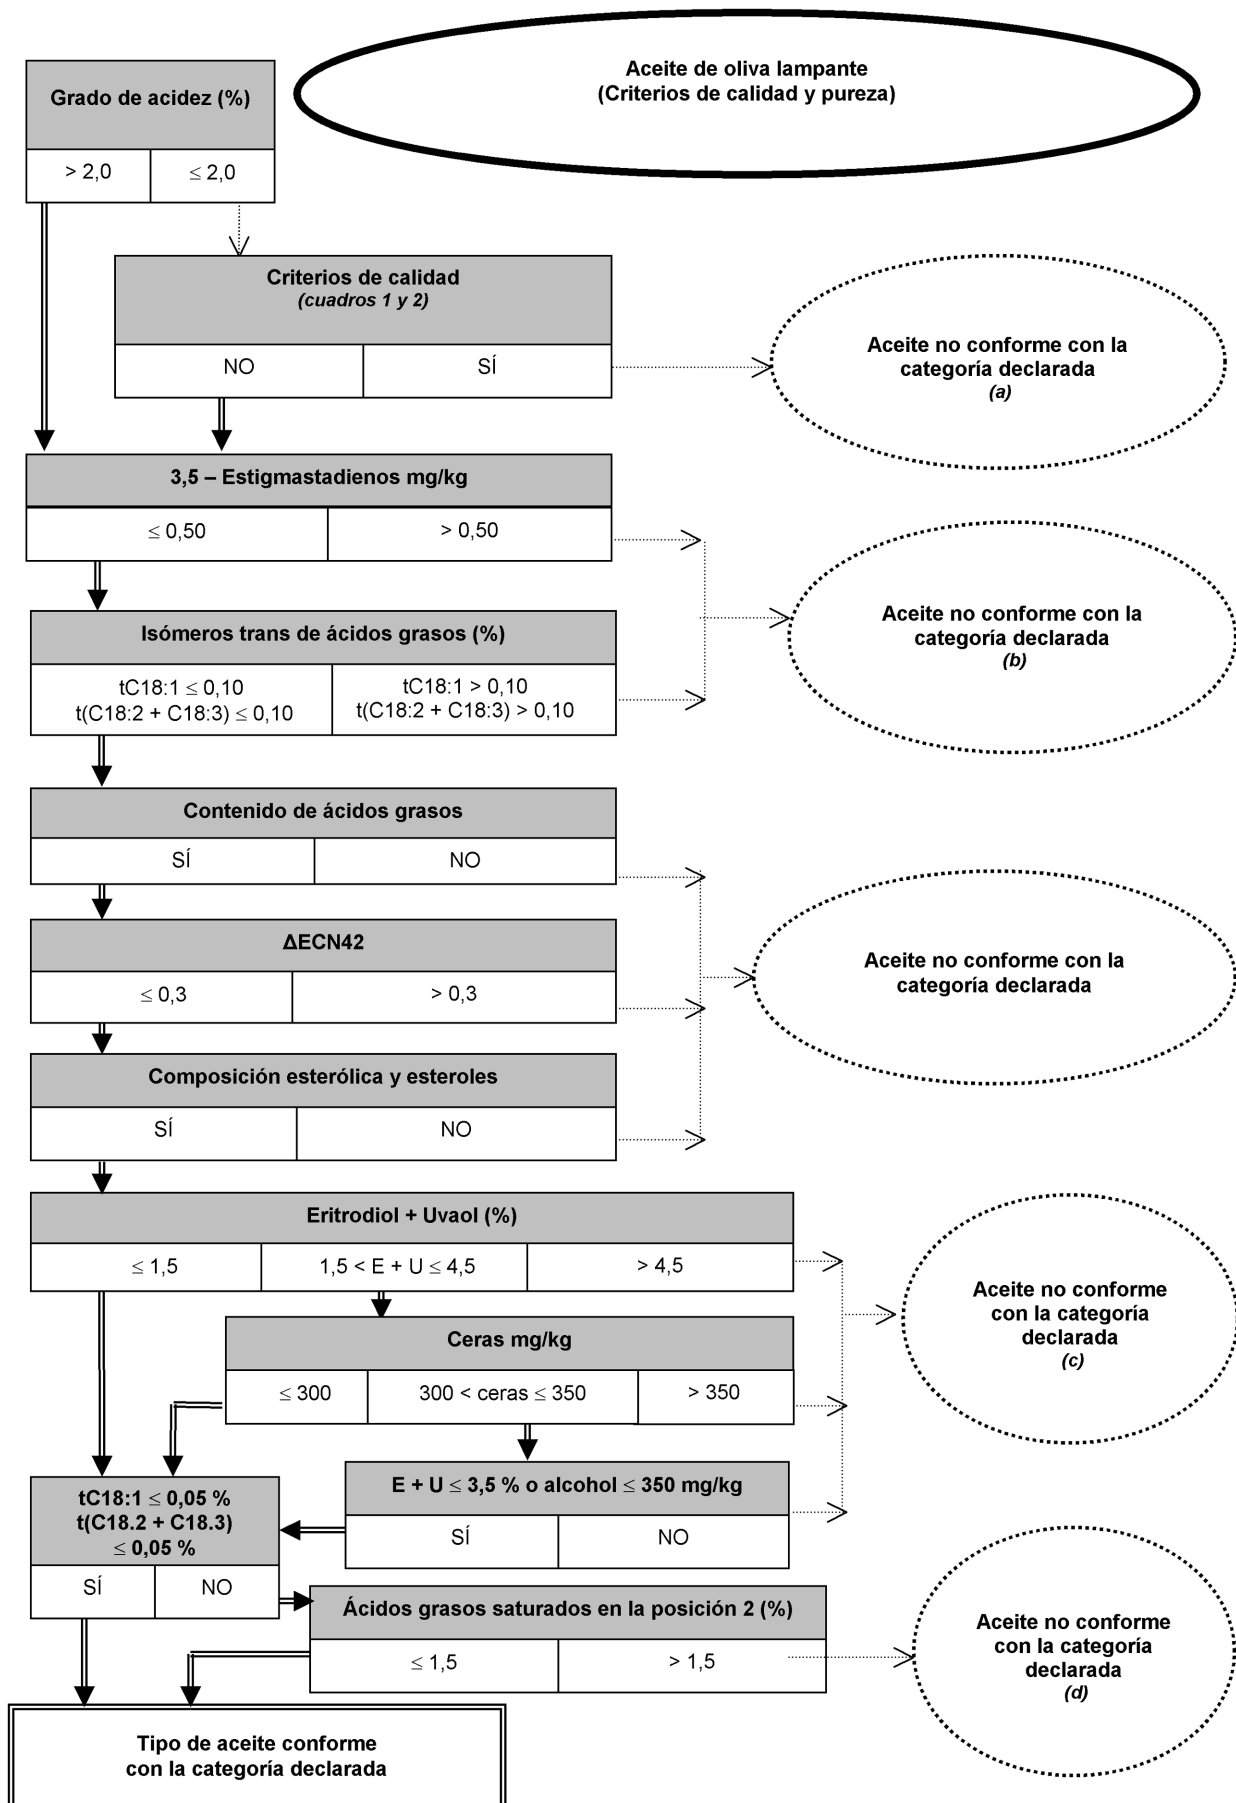 Aceite de oliva lampante
(Criterios de calidad y pureza)
Grado de acidez (%)
> 2,0
≤ 2,0
Criterios de calidad
(cuadros 1 y 2)
NO
SÍ
Aceite no conforme con la
categoría declarada
(a)
3,5 – Estigmastadienos mg/kg
≤ 0,50
> 0,50
Aceite no conforme con la
categoría declarada
(b)
Isómeros trans de ácidos grasos (%)
tC18:1 ≤ 0,10
t(C18:2 + C18:3) ≤ 0,10
tC18:1 > 0,10
t(C18:2 + C18:3) > 0,10
Contenido de ácidos grasos
SÍ
NO
ΔECN42
≤ 0,3
> 0,3
Aceite no conforme con la
categoría declarada
Composición esterólica y esteroles
SÍ
NO
Eritrodiol + Uvaol (%)
≤ 1,5
1,5 < E + U ≤ 4,5
> 4,5
Aceite no conforme
con la categoría
declarada
(c)
Ceras mg/kg
≤ 300
300 < ceras ≤ 350
> 350
E + U ≤ 3,5 % o alcohol ≤ 350 mg/kg
SÍ
NO
tC18:1 ≤ 0,05 %
t(C18.2 + C18.3)
≤ 0,05 %
SÍ
NO
Ácidos grasos saturados en la posición 2 (%)
≤ 1,5
> 1,5
Aceite no conforme
con la categoría
declarada
(d)
Tipo de aceite conforme
con la categoría declarada